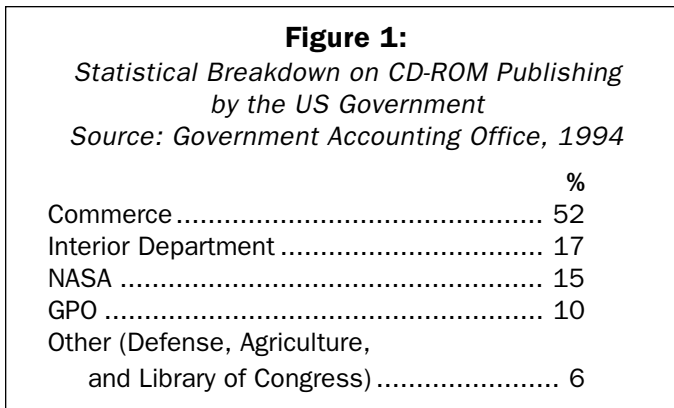 Figure 1:
Statistical Breakdown on CD-ROM Publishing
by the US Government
Source: Government Accounting Office, 1994
%
Commerce ............................................. 52
Interior Department ................................ 17
NASA .................................................... 15
GPO ...................................................... 10
Other (Defense, Agriculture,
and Library of Congress) ....................... 6